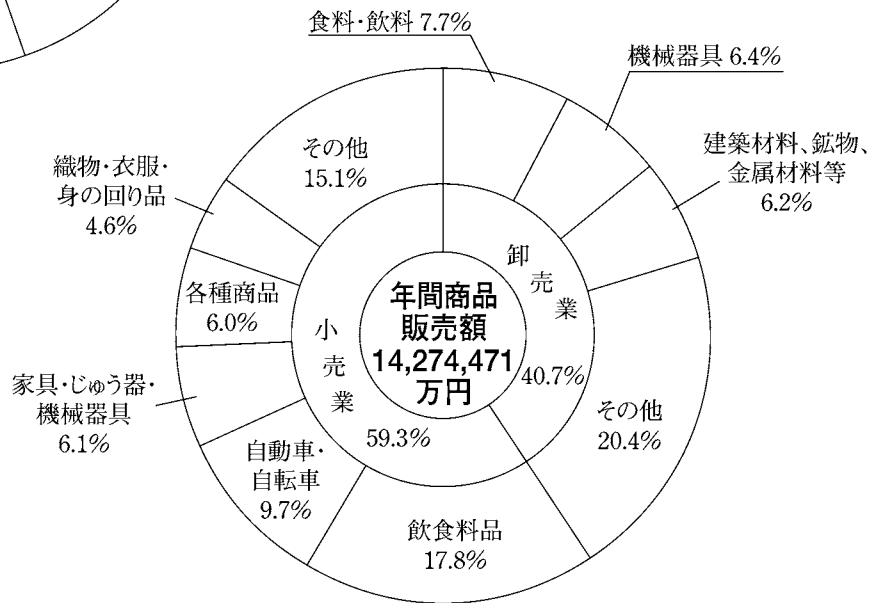 食料・飲料 7.7%
機械器具 6.4%
建築材料、鉱物、
金属材料等
6.2%
その他
20.4%
飲食料品
17.8%
自動車・
自転車
9.7%
家具・じゅう器・
機械器具
6.1%
各種商品
6.0%
織物・衣服・
身の回り品
4.6%
その他
15.1%
卸売業
40.7%
小売業
59.3%
年間商品
販売額
14,274,471
万円